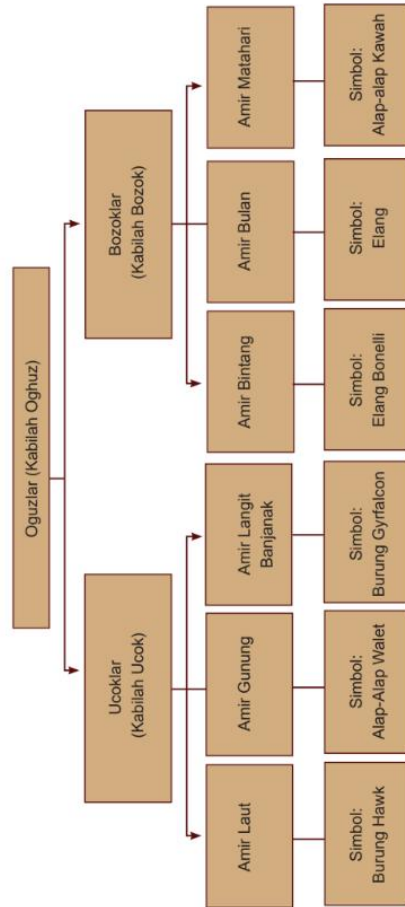 Oguzlar (Kabilah Oghuz)
Ucoklar
(Kabilah Ucok)
Bozoklar
(Kabilah Bozok)
Amir Laut
Amir Gunung
Amir Langit
Banjanak
Amir Bintang
Amir Bulan
Amir Matahari
Simbol:
Burung Hawk
Simbol:
Alap-Alap Walet
Simbol:
Burung Gyrfalcon
Simbol:
Elang Bonelli
Simbol:
Elang
Simbol:
Alap-alap Kawah